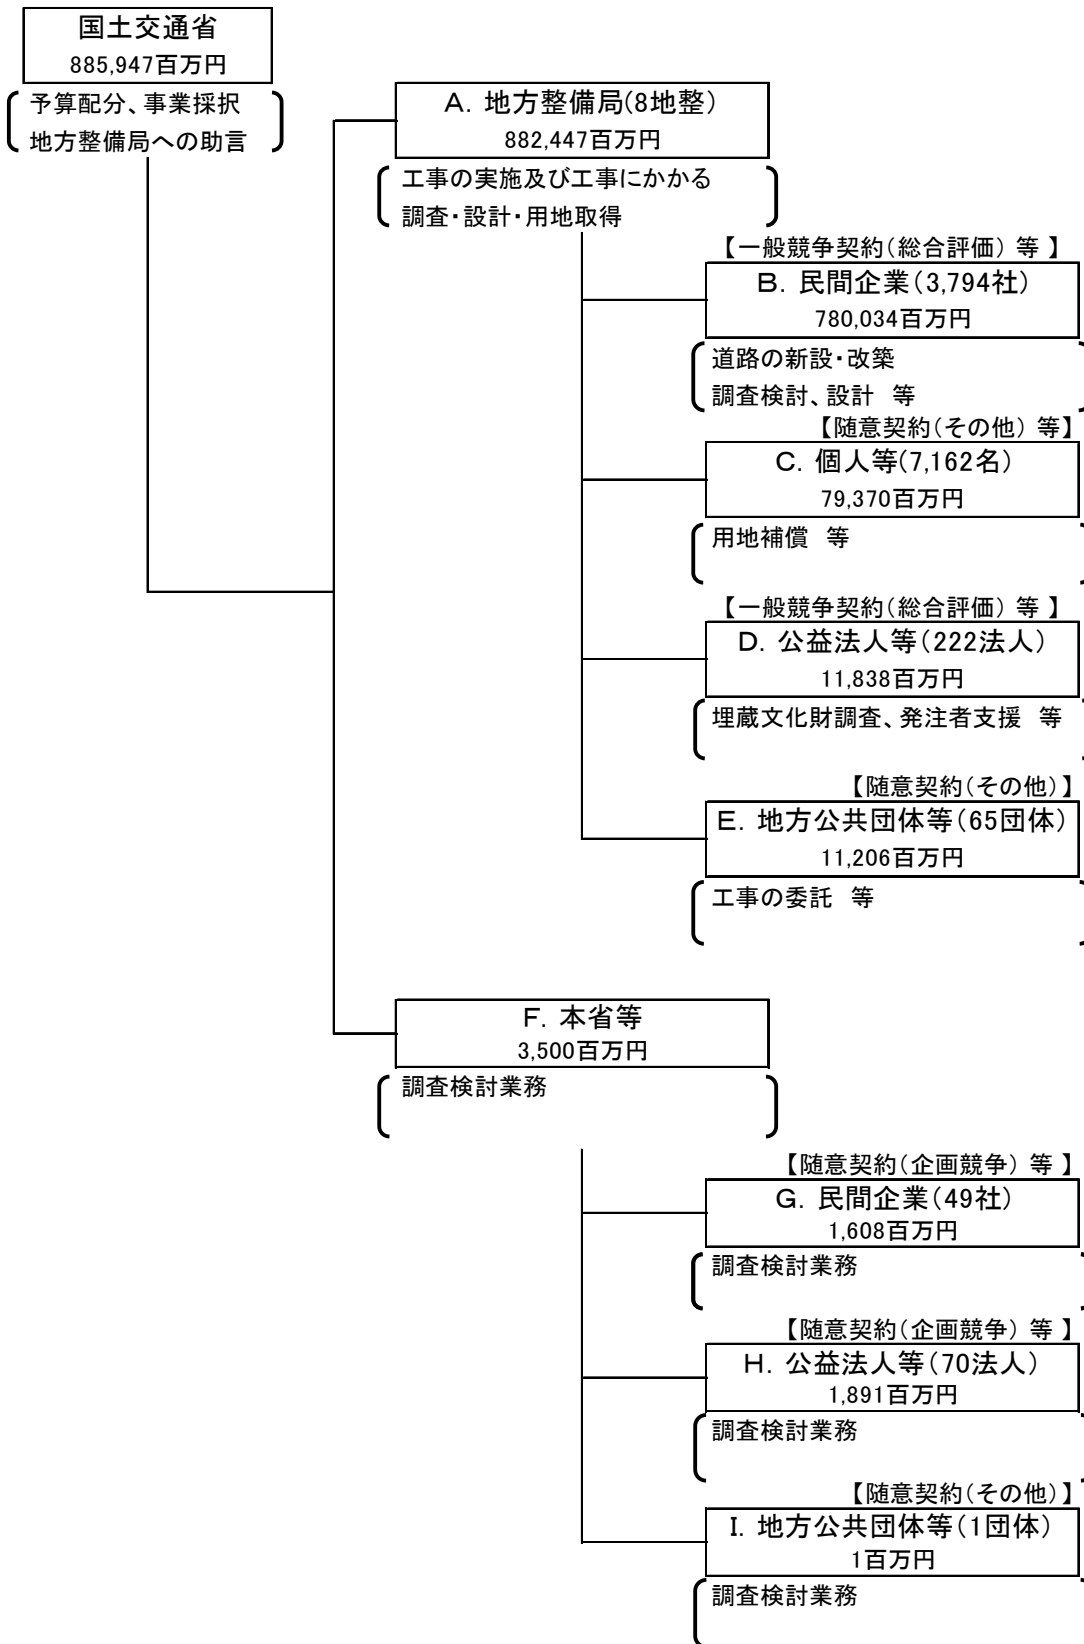 国土交通省
885,947百万円
予算配分、事業採択
地方整備局への助言
A．地方整備局(8地整)
882,447百万円
工事の実施及び工事にかかる
調査・設計・用地取得
【一般競争契約(総合評価) 等 】
B．民間企業(3,794社)
780,034百万円
道路の新設・改築
調査検討、設計　等
【随意契約(その他) 等】
C．個人等(7,162名)
79,370百万円
用地補償　等
【一般競争契約(総合評価) 等 】
D．公益法人等(222法人)
11,838百万円
埋蔵文化財調査、発注者支援　等
【随意契約(その他)】
E．地方公共団体等(65団体)
11,206百万円
工事の委託　等
F．本省等
3,500百万円
調査検討業務
【随意契約(企画競争) 等 】
G．民間企業(49社)
1,608百万円
調査検討業務
【随意契約(企画競争) 等 】
H．公益法人等(70法人)
1,891百万円
調査検討業務
【随意契約(その他)】
I．地方公共団体等(1団体)
1百万円
調査検討業務